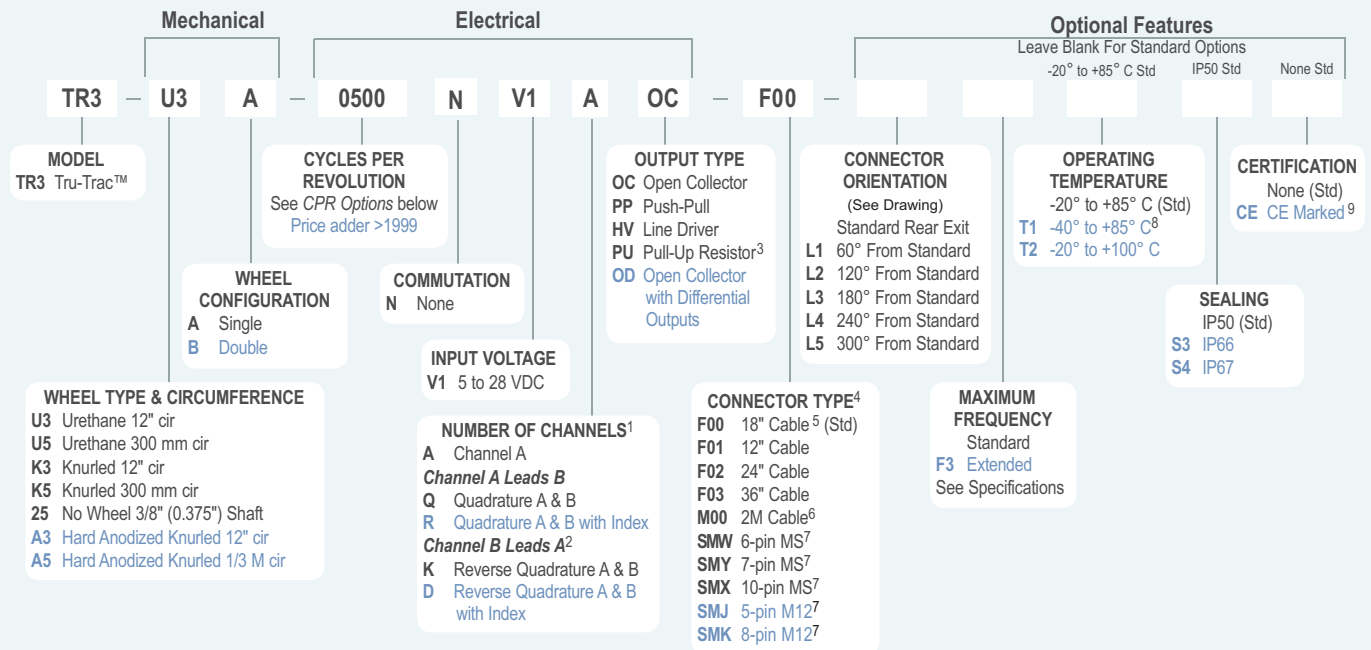 Mechanical
Electrical
Optional Features
Leave Blank For Standard Options
-20° to +85° C Std
IP50 Std
None Std
TR3 – U3 A – 0500 N V1 A OC – F00 –
MODEL
TR3 Tru-Trac™
CYCLES PER
REVOLUTION
See CPR Options below
Price adder >1999
OUTPUT TYPE
OC Open Collector
PP Push-Pull
HV Line Driver
PU Pull-Up Resistor3
OD Open Collector
with Differential
Outputs
CONNECTOR
ORIENTATION
(See Drawing)
Standard Rear Exit
L1 60° From Standard
L2 120° From Standard
L3 180° From Standard
L4 240° From Standard
L5 300° From Standard
OPERATING
TEMPERATURE
-20° to +85° C (Std)
T1 -40° to +85° C8
T2 -20° to +100° C
CERTIFICATION
None (Std)
CE CE Marked 9
WHEEL
CONFIGURATION
A Single
B Double
COMMUTATION
N None
SEALING
IP50 (Std)
S3 IP66
S4 IP67
INPUT VOLTAGE
V1 5 to 28 VDC
WHEEL TYPE & CIRCUMFERENCE
U3 Urethane 12" cir
U5 Urethane 300 mm cir
K3 Knurled 12" cir
K5 Knurled 300 mm cir
25 No Wheel 3/8" (0.375") Shaft
A3 Hard Anodized Knurled 12" cir
A5 Hard Anodized Knurled 1/3 M cir
NUMBER OF CHANNELS1
A Channel A
Channel A Leads B
Q Quadrature A & B
R Quadrature A & B with Index
Channel B Leads A2
K Reverse Quadrature A & B
D Reverse Quadrature A & B
with Index
CONNECTOR TYPE4
F00 18" Cable 5 (Std)
F01 12" Cable
F02 24" Cable
F03 36" Cable
M00 2M Cable6
SMW 6-pin MS7
SMY 7-pin MS7
SMX 10-pin MS7
SMJ 5-pin M127
SMK 8-pin M127
MAXIMUM
FREQUENCY
Standard
F3 Extended
See Specifications